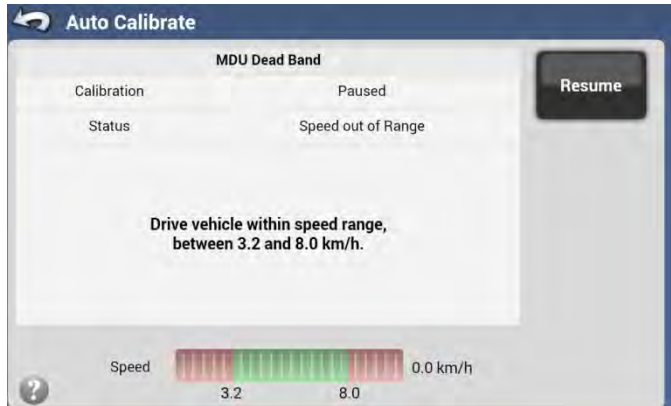 Auto Calibrate
MDU Dead Band
Calibration Paused
Resume
Status Speed out of Range
Drive vehicle within speed range,
between 3.2 and 8.0 km/h.
Speed 0.0 km/h
3.2 8.0
?